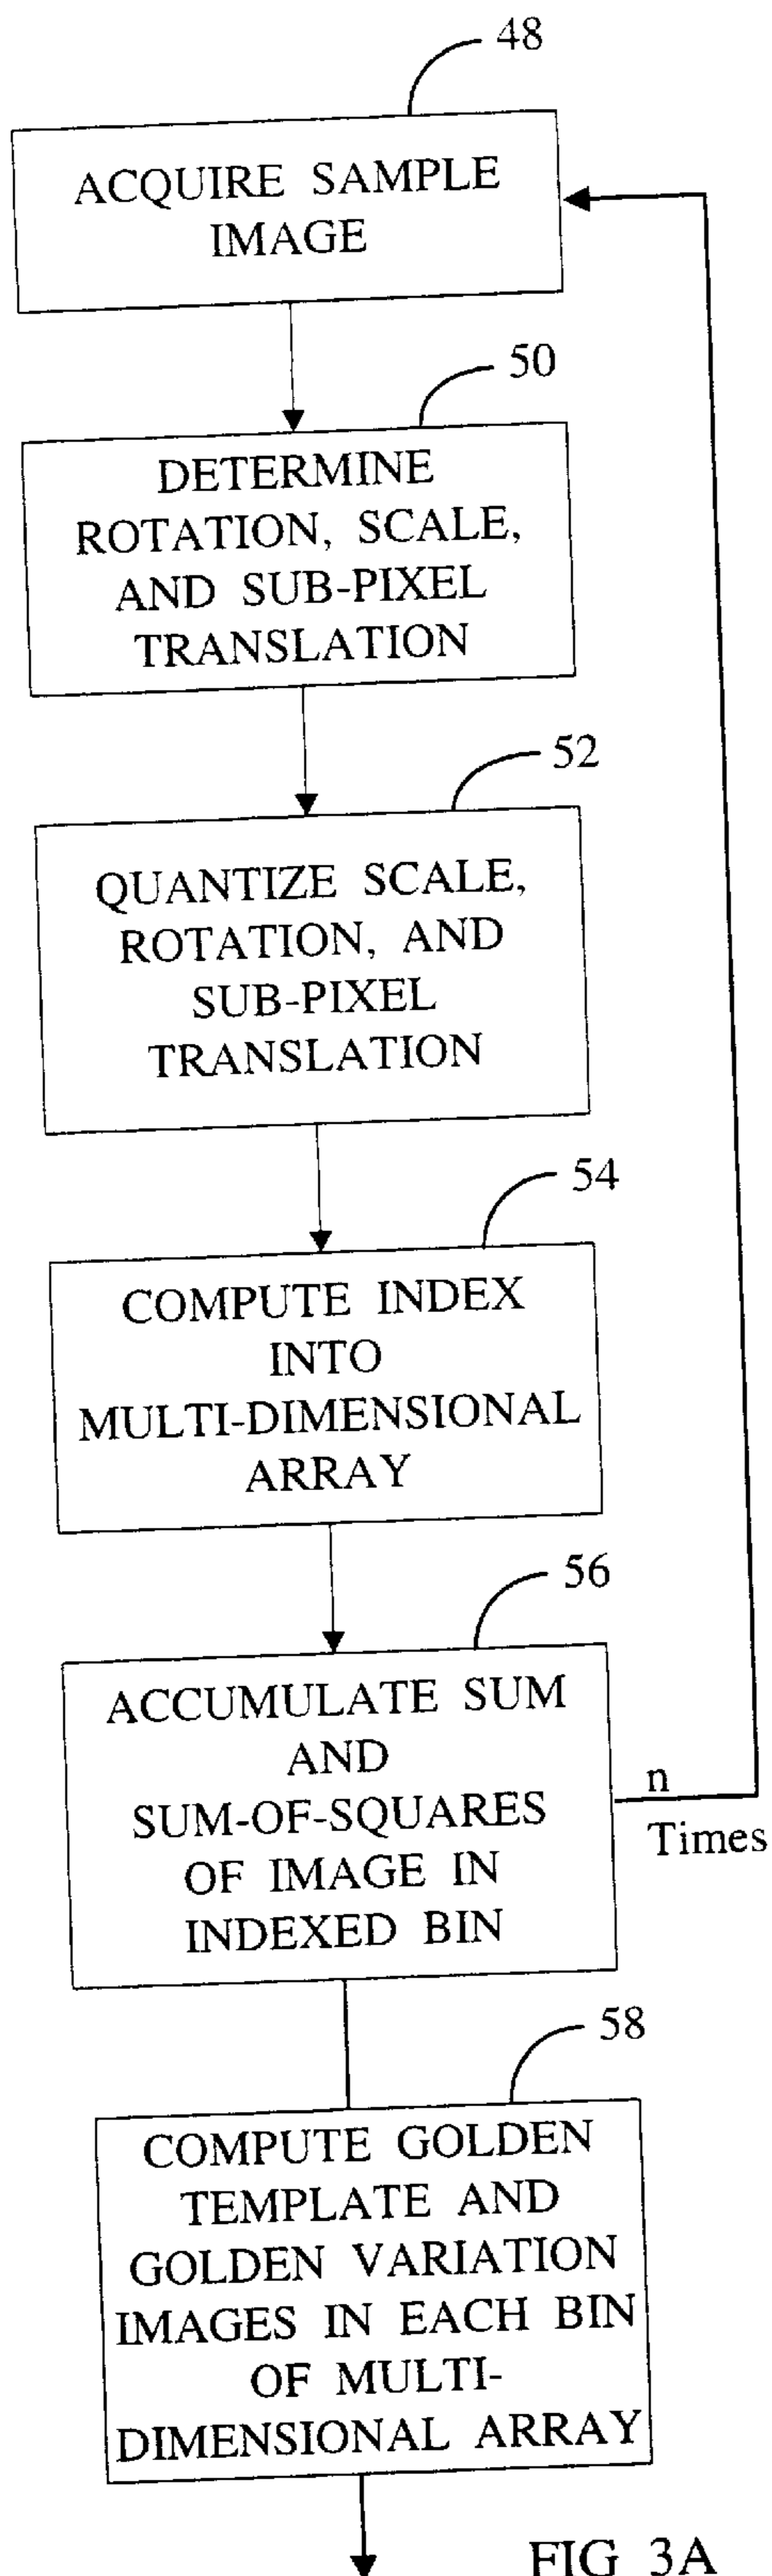 48
ACQUIRE SAMPLE
IMAGE
50
DETERMINE
ROTATION, SCALE,
AND SUB-PIXEL
TRANSLATION
52
QUANTIZE SCALE,
ROTATION, AND
SUB-PIXEL
TRANSLATION
54
COMPUTE INDEX
INTO
MULTI-DIMENSIONAL
ARRAY
56
ACCUMULATE SUM
AND
SUM-OF-SQUARES
OF IMAGE IN
INDEXED BIN
n
Times
58
COMPUTE GOLDEN
TEMPLATE AND
GOLDEN VARIATION
IMAGES IN EACH BIN
OF MULTI-
DIMENSIONAL ARRAY
FIG 3A